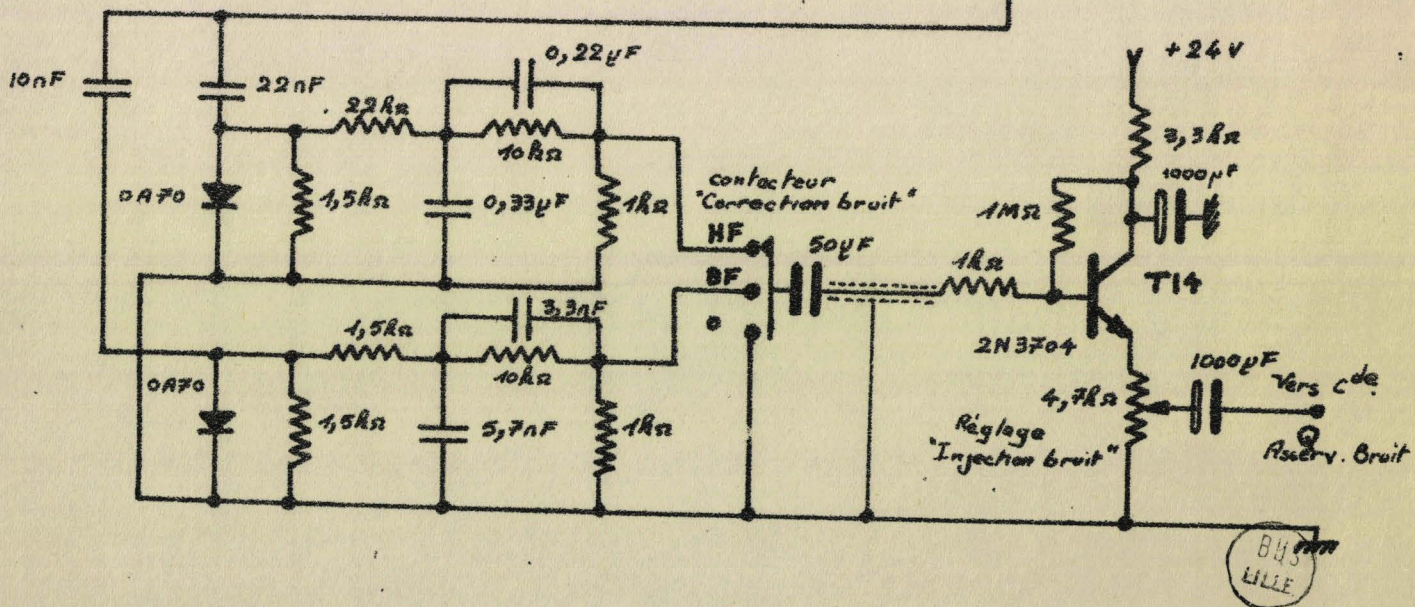 0,22µF
+24V
10nF
22nF
22kΩ
10kΩ
3,3kΩ
1000µF
OA70
1,5kΩ
0,33µF
1kΩ
contacteur
"Correction bruit"
HF
BF
o
50µF
1MΩ
1kΩ
T14
2N3704
3,3nF
1,5kΩ
10kΩ
OA70
1,5kΩ
5,7nF
1kΩ
4,7kΩ
1000µF
Vers Cde.
Asserv. Bruit
Réglage
"Injection bruit"
BUS
LILLE